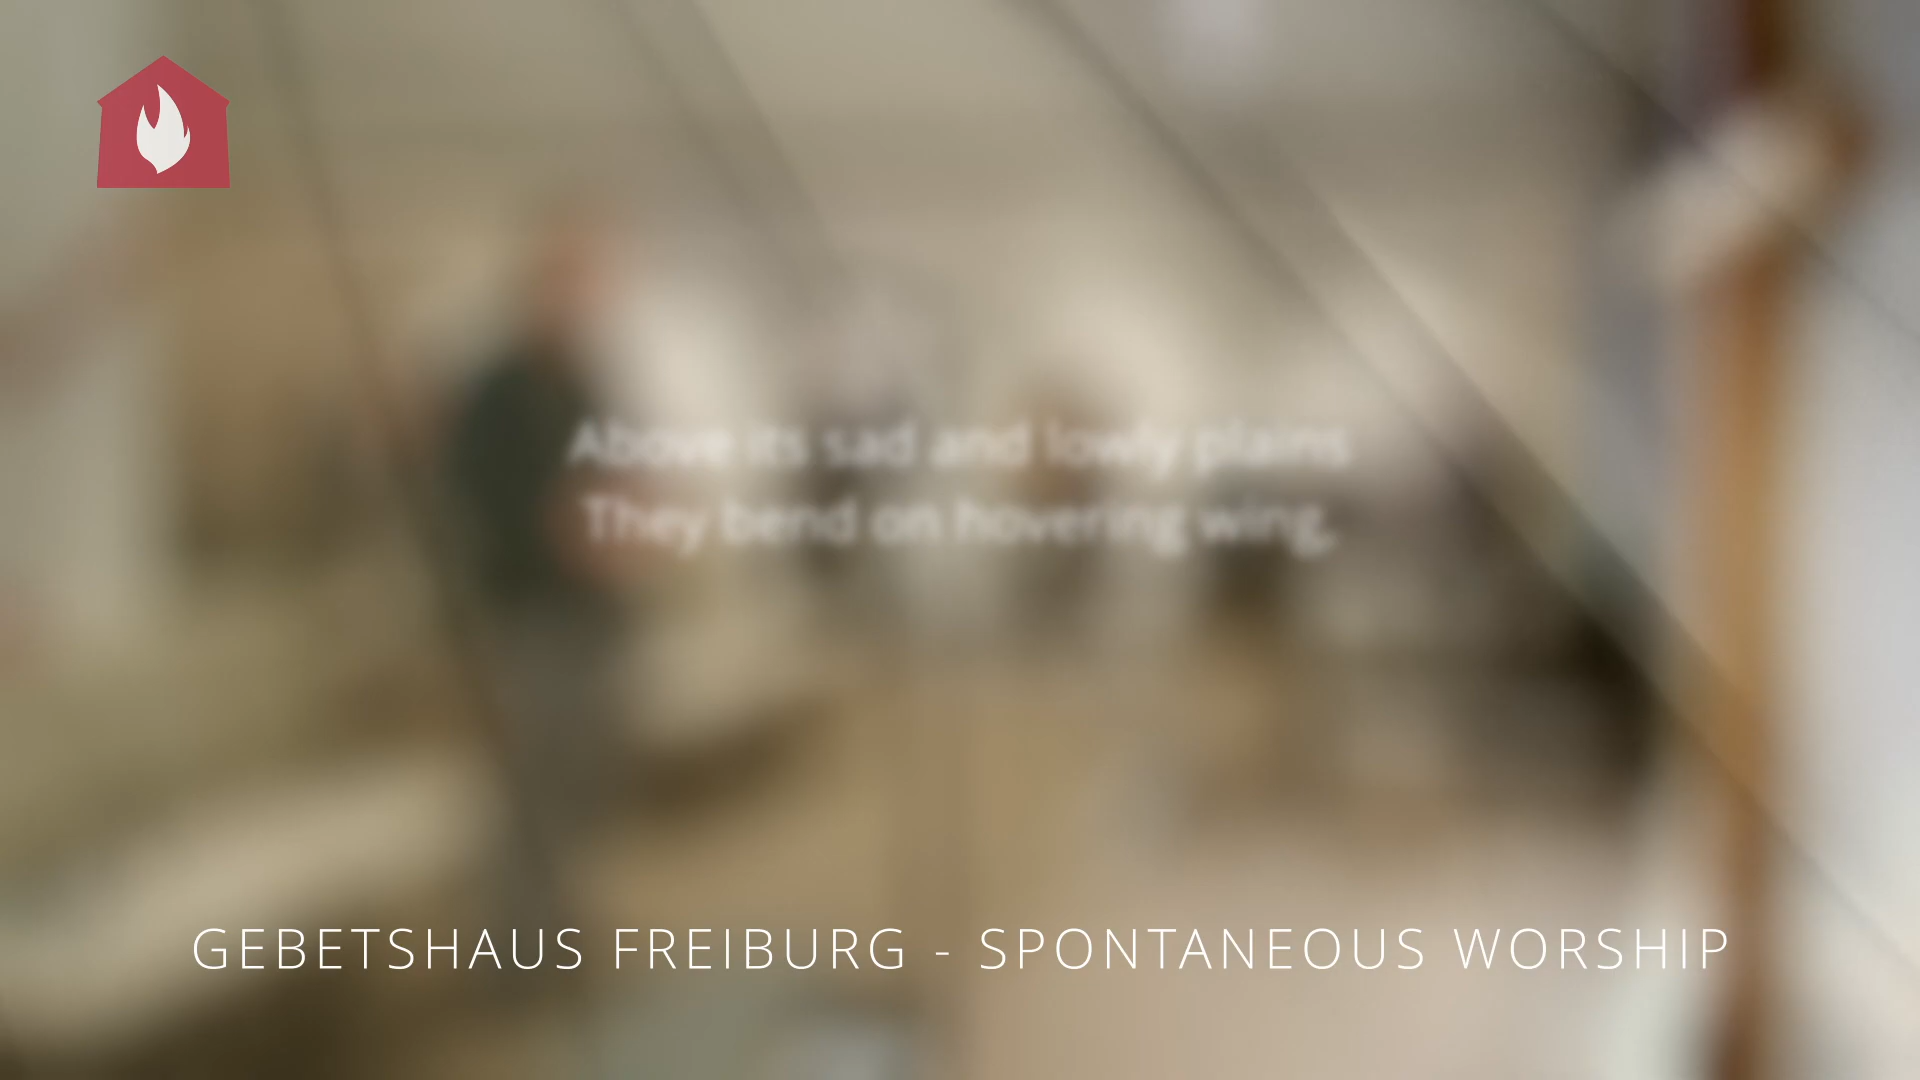 Above its sad and lowly plains
They bend on hovering wing,
GEBETSHAUS FREIBURG - SPONTANEOUS WORSHIP